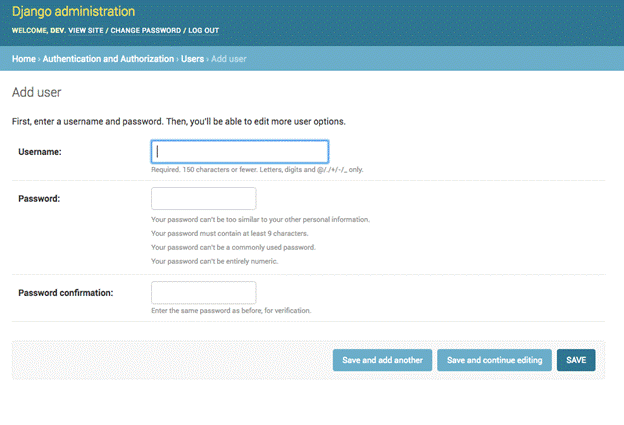 Django administration
WELCOME, DEV. VIEW SITE / CHANGE PASSWORD / LOG OUT
Home › Authentication and Authorization › Users › Add user
Add user
First, enter a username and password. Then, you'll be able to edit more user options.
Username:
Required. 150 characters or fewer. Letters, digits and @/./+/-/_ only.
Password:
Your password can't be too similar to your other personal information.
Your password must contain at least 9 characters.
Your password can't be a commonly used password.
Your password can't be entirely numeric.
Password confirmation:
Enter the same password as before, for verification.
Save and add another Save and continue editing SAVE